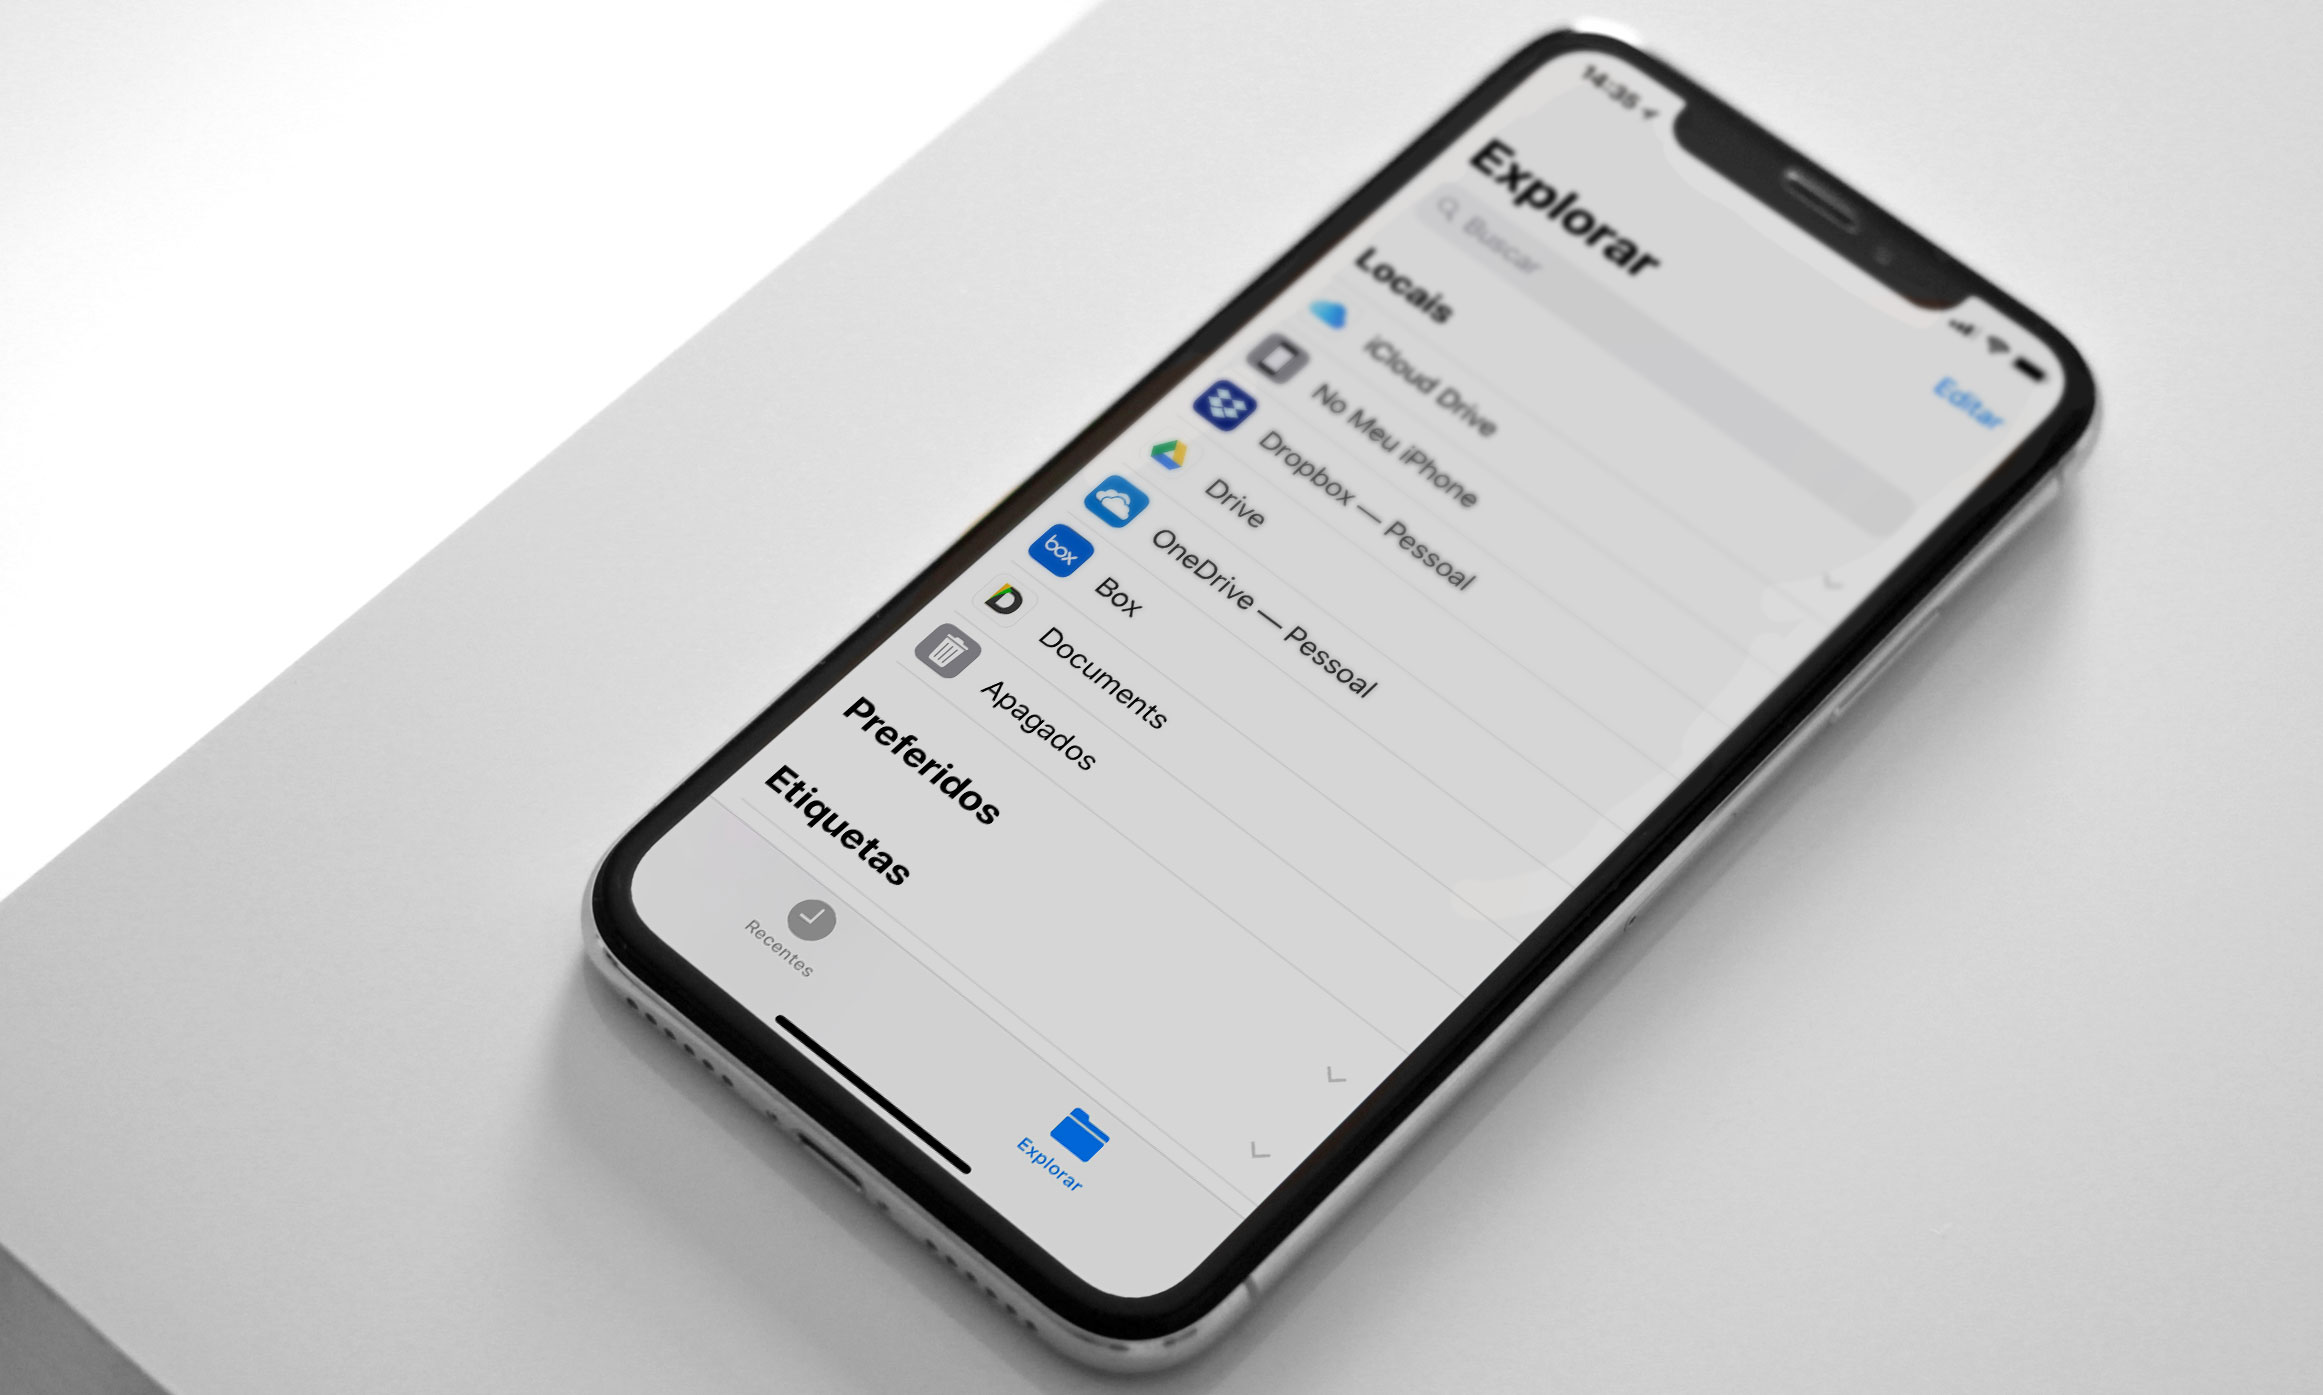 14:35
Explorar
Editar
Buscar
Locais
iCloud Drive
No Meu iPhone
Dropbox — Pessoal
Drive
OneDrive — Pessoal
box
Box
D
Documents
Apagados
Preferidos
Etiquetas
Recentes
Explorar